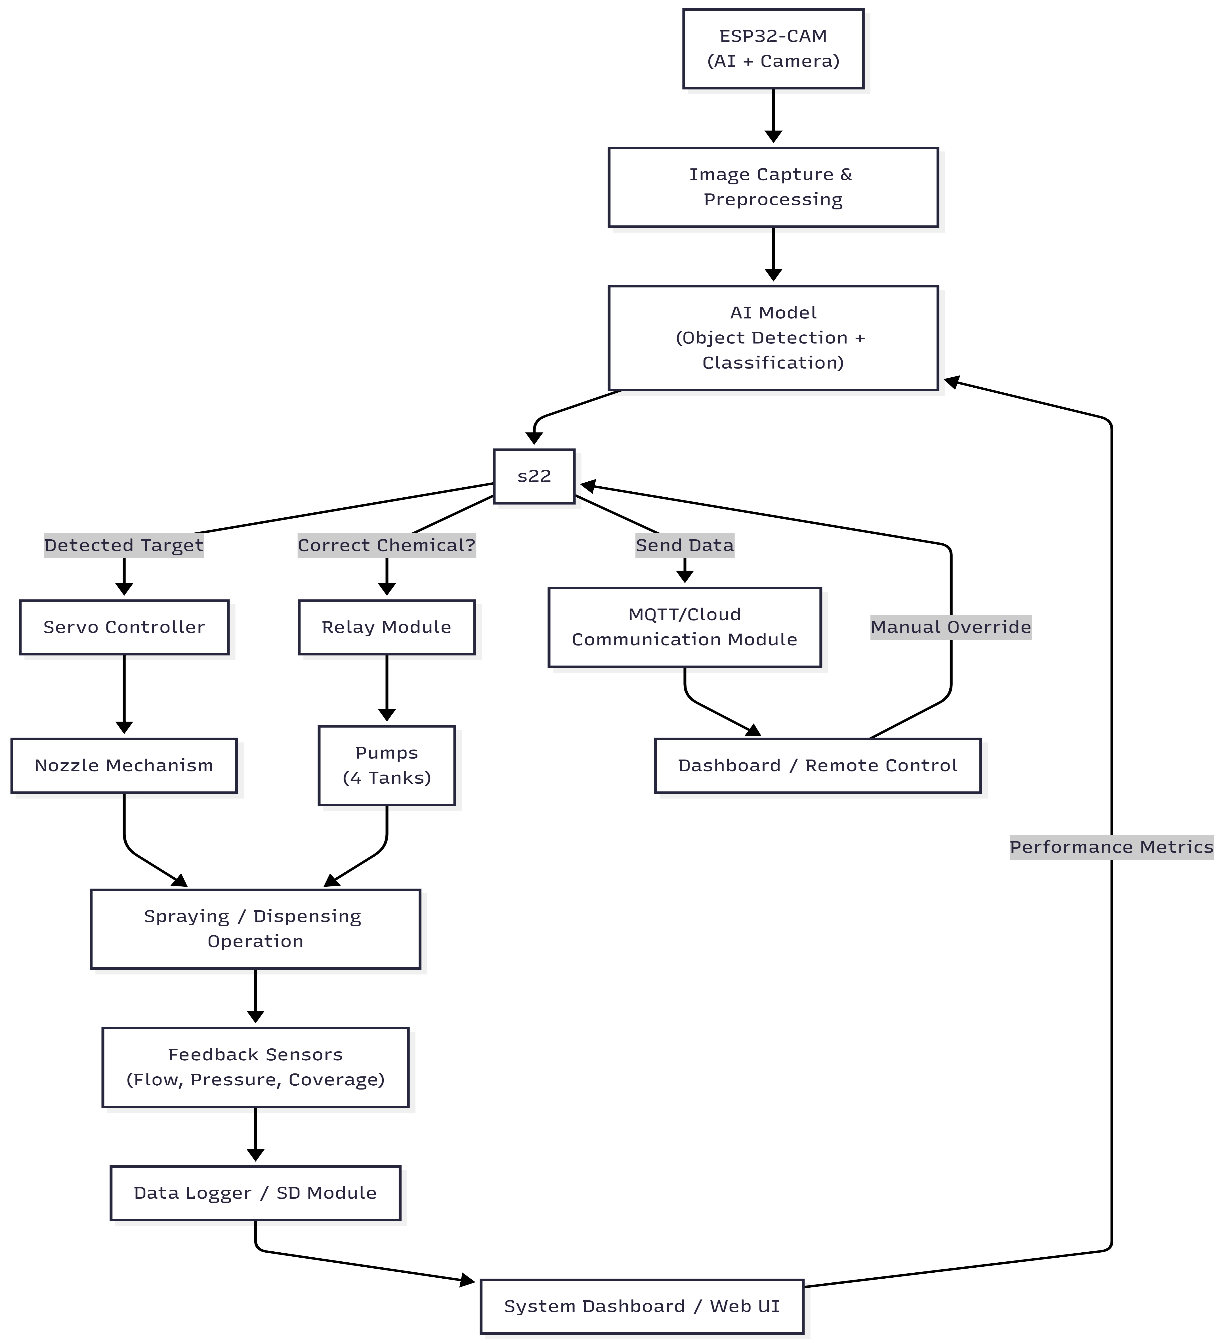 ESP32-CAM
(AI + Camera)
Image Capture &
Preprocessing
AI Model
(Object Detection +
Classification)
s22
Detected Target
Correct Chemical?
Send Data
Servo Controller
Relay Module
MQTT/Cloud
Communication Module
Manual Override
Nozzle Mechanism
Pumps
(4 Tanks)
Dashboard / Remote Control
Performance Metrics
Spraying / Dispensing
Operation
Feedback Sensors
(Flow, Pressure, Coverage)
Data Logger / SD Module
System Dashboard / Web UI